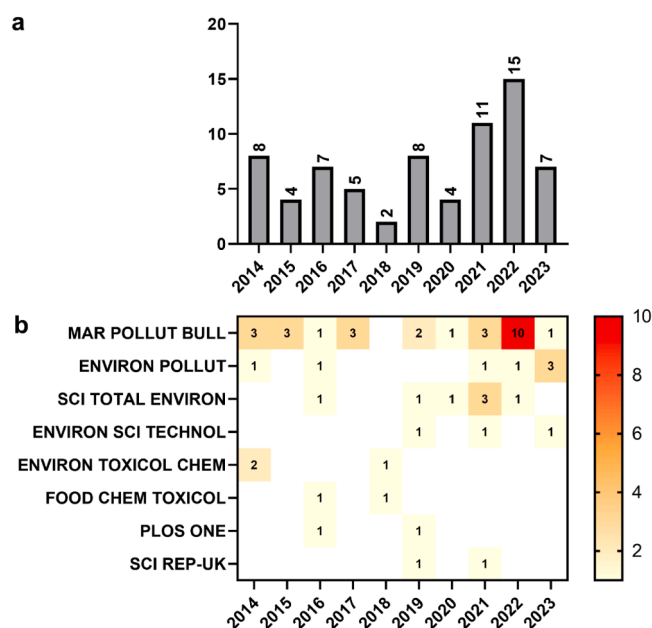 a
20
15
10
5
0
8
4
7
5
2
8
4
11
15
7
2014 2015 2016 2017 2018 2019 2020 2021 2022 2023
b
MAR POLLUT BULL 3 3 1 3 2 1 3 10 1
ENVIRON POLLUT 1 1 1 1 3
SCI TOTAL ENVIRON 1 1 1 3 1
ENVIRON SCI TECHNOL 1 1 1
ENVIRON TOXICOL CHEM 2 1
FOOD CHEM TOXICOL 1 1
PLOS ONE 1 1
SCI REP-UK 1 1
2014 2015 2016 2017 2018 2019 2020 2021 2022 2023
10
8
6
4
2